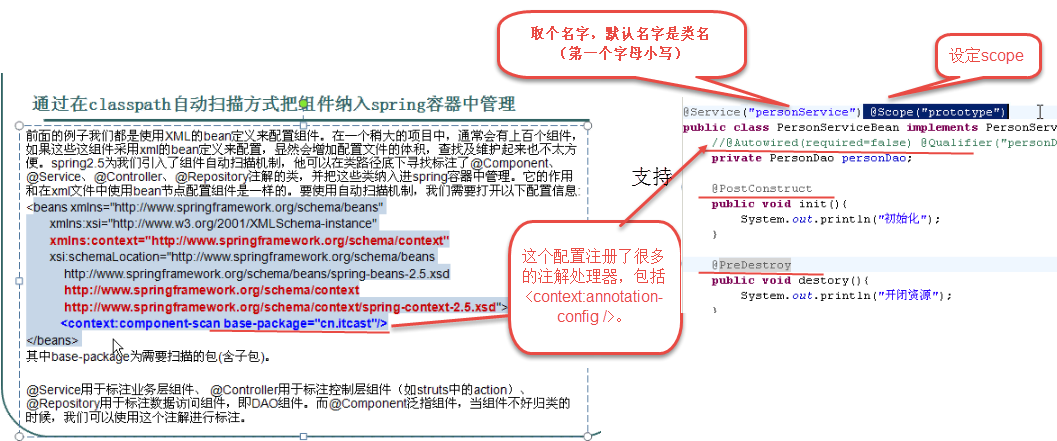 取个名字，默认名字是类名
（第一个字母小写）
设定scope
通过在classpath自动扫描方式把组件纳入spring容器中管理
前面的例子我们都是使用XML的bean定义来配置组件。在一个稍大的项目中，通常会有上百个组件，
如果这些这组件采用xml的bean定义来配置，显然会增加配置文件的体积，查找及维护起来也不太方
便。spring2.5为我们引入了组件自动扫描机制，他可以在类路径底下寻找标注了@Component、
@Service、@Controller、@Repository注解的类，并把这些类纳入进spring容器中管理。它的作用
和在xml文件中使用bean节点配置组件是一样的。要使用自动扫描机制，我们需要打开以下配置信息:
<beans xmlns="http://www.springframework.org/schema/beans"
xmlns:xsi="http://www.w3.org/2001/XMLSchema-instance"
xmlns:context="http://www.springframework.org/schema/context"
xsi:schemaLocation="http://www.springframework.org/schema/beans
http://www.springframework.org/schema/beans/spring-beans-2.5.xsd
http://www.springframework.org/schema/context
http://www.springframework.org/schema/context/spring-context-2.5.xsd">
<context:component-scan base-package="cn.itcast"/>
</beans>
其中base-package为需要扫描的包(含子包)。
@Service用于标注业务层组件、 @Controller用于标注控制层组件（如struts中的action）、
@Repository用于标注数据访问组件，即DAO组件。而@Component泛指组件，当组件不好归类的
时候，我们可以使用这个注解进行标注。
支持
这个配置注册了很多
的注解处理器，包括
<context:annotation-
config />。
@Service("personService") @Scope("prototype")
public class PersonServiceBean implements PersonServ
//@Autowired(required=false) @Qualifier("personD
private PersonDao personDao;
@PostConstruct
public void init(){
System.out.println("初始化");
}
@PreDestroy
public void destory(){
System.out.println("开闭资源");
}